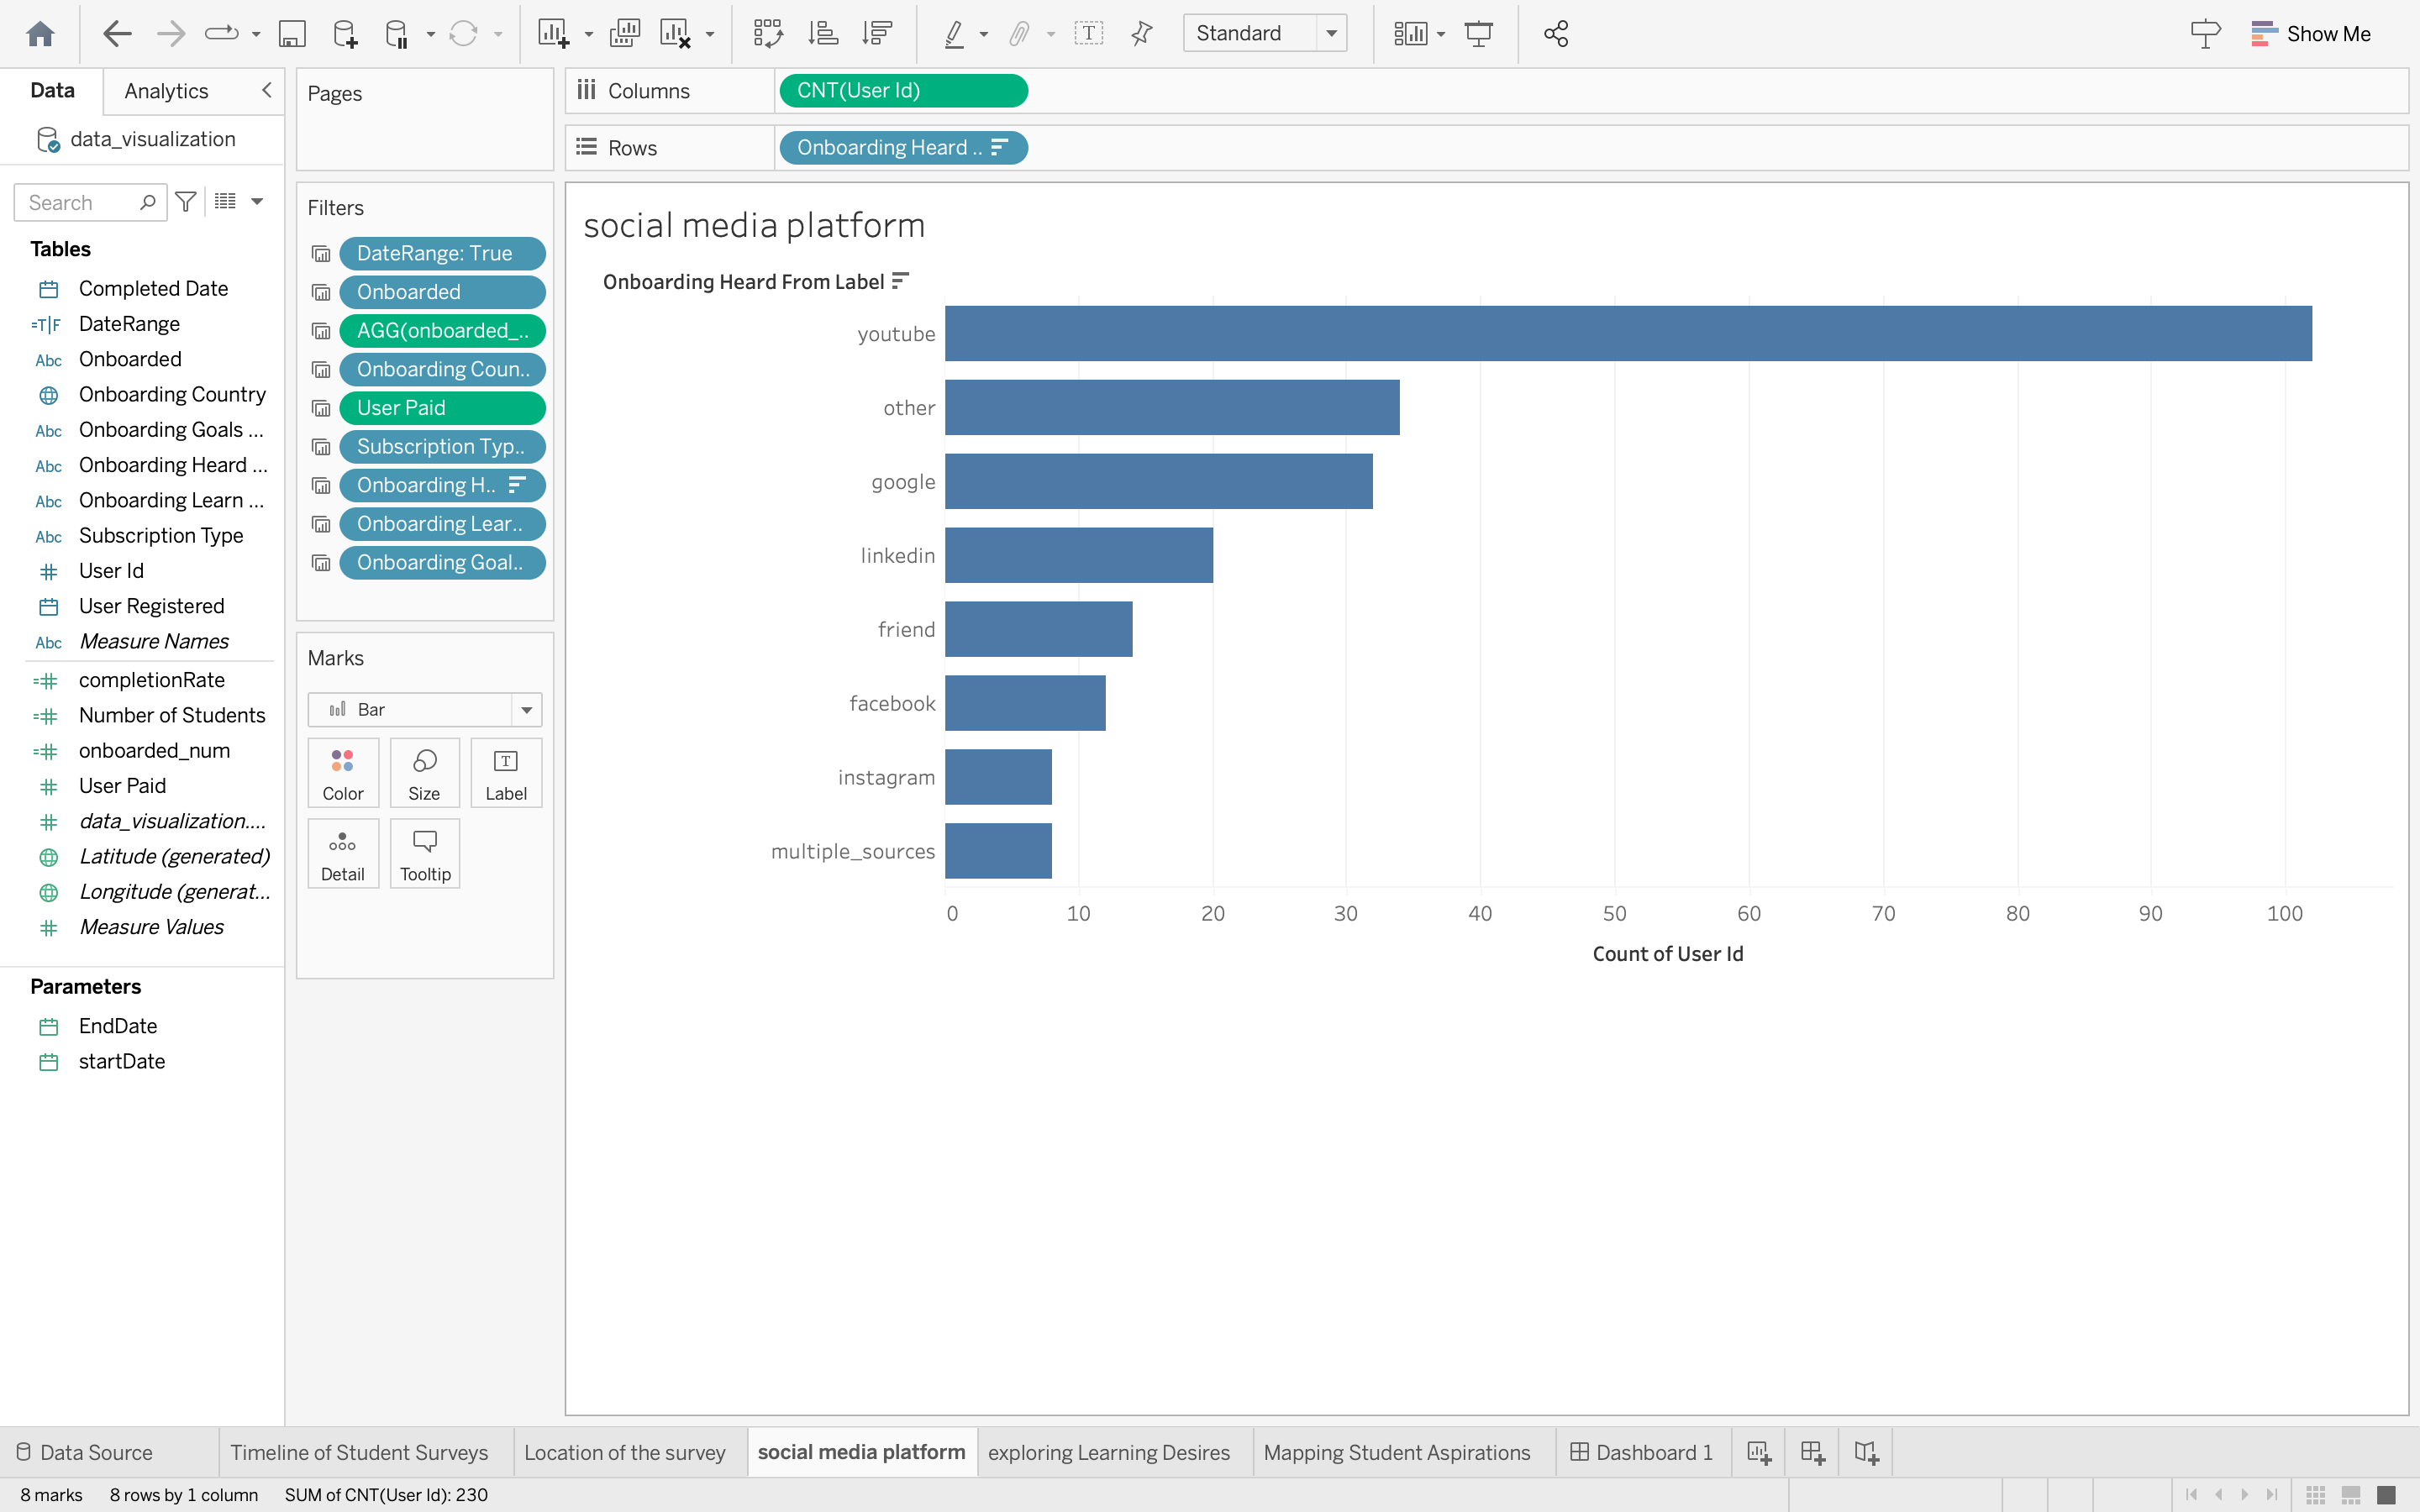 Standard
Show Me
Data
Analytics
data_visualization
Search
Tables
Completed Date
=T|F DateRange
Abc Onboarded
Onboarding Country
Abc Onboarding Goals ...
Abc Onboarding Heard ...
Abc Onboarding Learn ...
Abc Subscription Type
User Id
User Registered
Abc Measure Names
completionRate
Number of Students
onboarded_num
User Paid
data_visualization....
Latitude (generated)
Longitude (generat...
Measure Values
Parameters
EndDate
startDate
Pages
Filters
DateRange: True
Onboarded
AGG(onboarded_..
Onboarding Coun..
User Paid
Subscription Typ..
Onboarding H..
Onboarding Lear..
Onboarding Goal..
Marks
Bar
Color Size Label
Detail Tooltip
Columns CNT(User Id)
Rows Onboarding Heard ..
social media platform
Onboarding Heard From Label
youtube
other
google
linkedin
friend
facebook
instagram
multiple_sources
0 10 20 30 40 50 60 70 80 90 100
Count of User Id
Data Source Timeline of Student Surveys Location of the survey social media platform exploring Learning Desires Mapping Student Aspirations Dashboard 1
8 marks 8 rows by 1 column SUM of CNT(User Id): 230